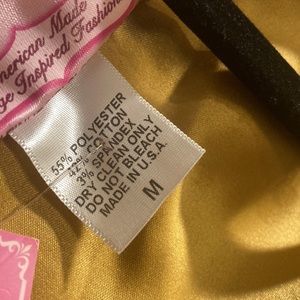 American Made
ge Inspired Fashion
55% POLYESTER
42% COTTON
3% SPANDEX
DRY CLEAN ONLY
DO NOT BLEACH
MADE IN U.S.A.
M